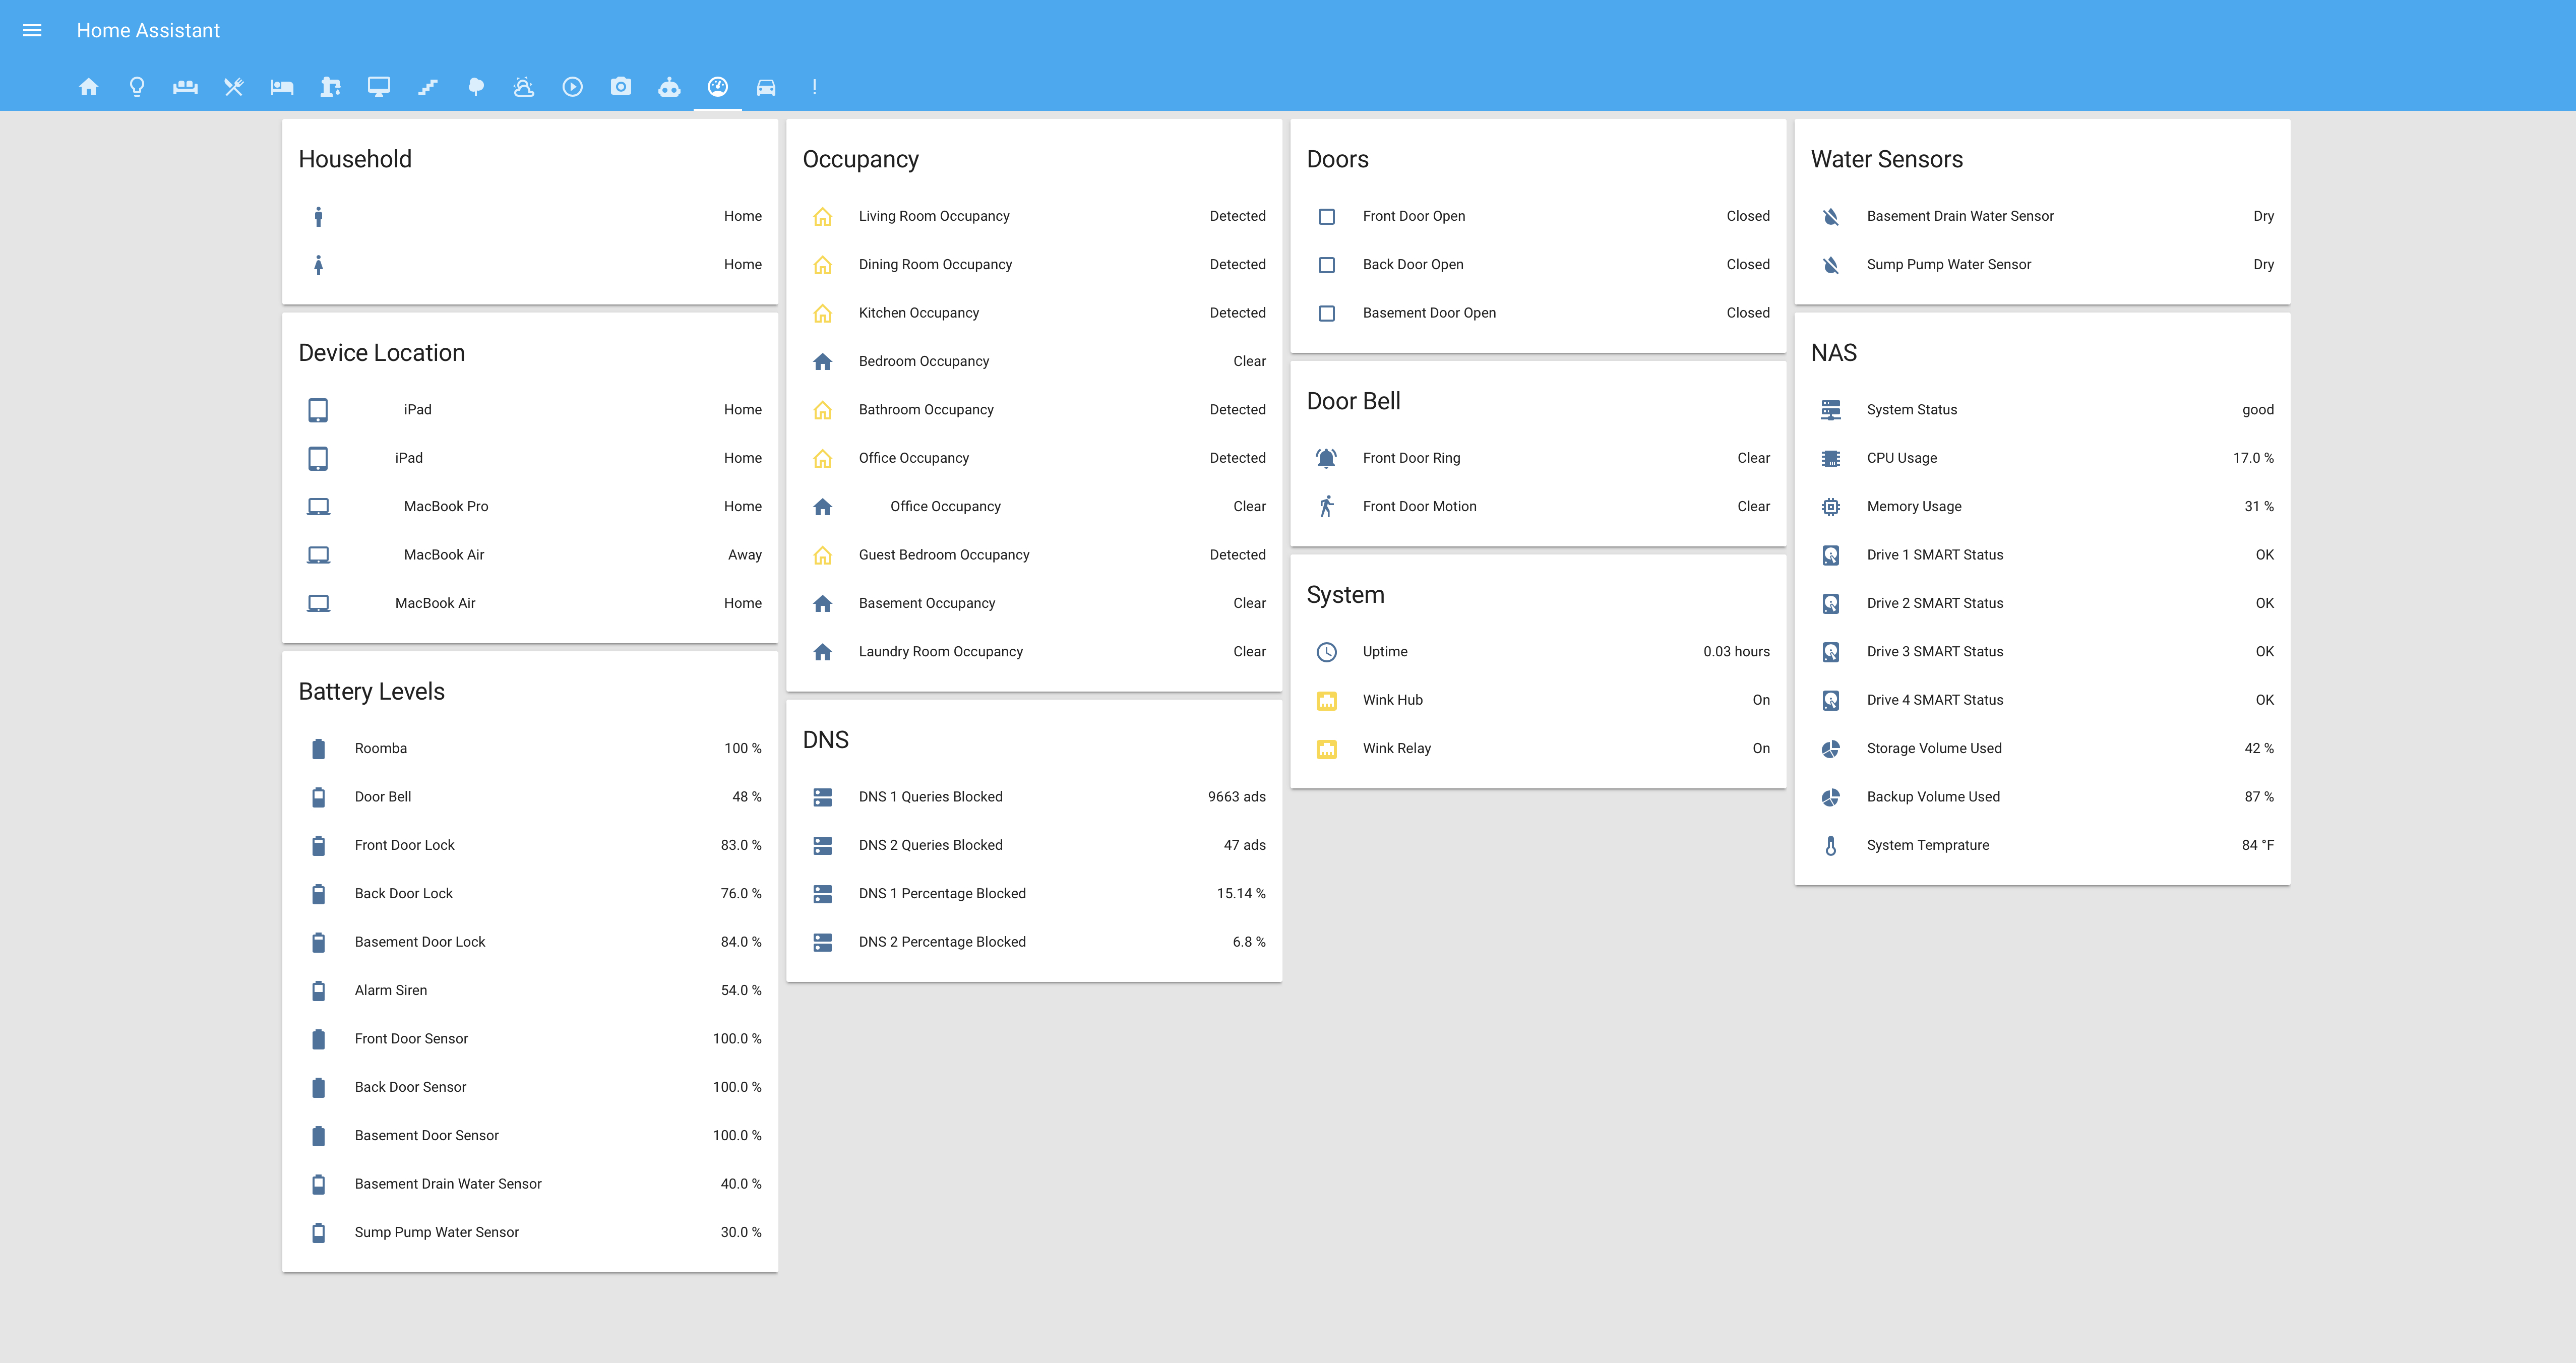 Home Assistant
Household
Home
Home
Device Location
iPad Home
iPad Home
MacBook Pro Home
MacBook Air Away
MacBook Air Home
Battery Levels
Roomba 100 %
Door Bell 48 %
Front Door Lock 83.0 %
Back Door Lock 76.0 %
Basement Door Lock 84.0 %
Alarm Siren 54.0 %
Front Door Sensor 100.0 %
Back Door Sensor 100.0 %
Basement Door Sensor 100.0 %
Basement Drain Water Sensor 40.0 %
Sump Pump Water Sensor 30.0 %
Occupancy
Living Room Occupancy Detected
Dining Room Occupancy Detected
Kitchen Occupancy Detected
Bedroom Occupancy Clear
Bathroom Occupancy Detected
Office Occupancy Detected
Office Occupancy Clear
Guest Bedroom Occupancy Detected
Basement Occupancy Clear
Laundry Room Occupancy Clear
DNS
DNS 1 Queries Blocked 9663 ads
DNS 2 Queries Blocked 47 ads
DNS 1 Percentage Blocked 15.14 %
DNS 2 Percentage Blocked 6.8 %
Doors
Front Door Open Closed
Back Door Open Closed
Basement Door Open Closed
Door Bell
Front Door Ring Clear
Front Door Motion Clear
System
Uptime 0.03 hours
Wink Hub On
Wink Relay On
Water Sensors
Basement Drain Water Sensor Dry
Sump Pump Water Sensor Dry
NAS
System Status good
CPU Usage 17.0 %
Memory Usage 31 %
Drive 1 SMART Status OK
Drive 2 SMART Status OK
Drive 3 SMART Status OK
Drive 4 SMART Status OK
Storage Volume Used 42 %
Backup Volume Used 87 %
System Temprature 84 °F